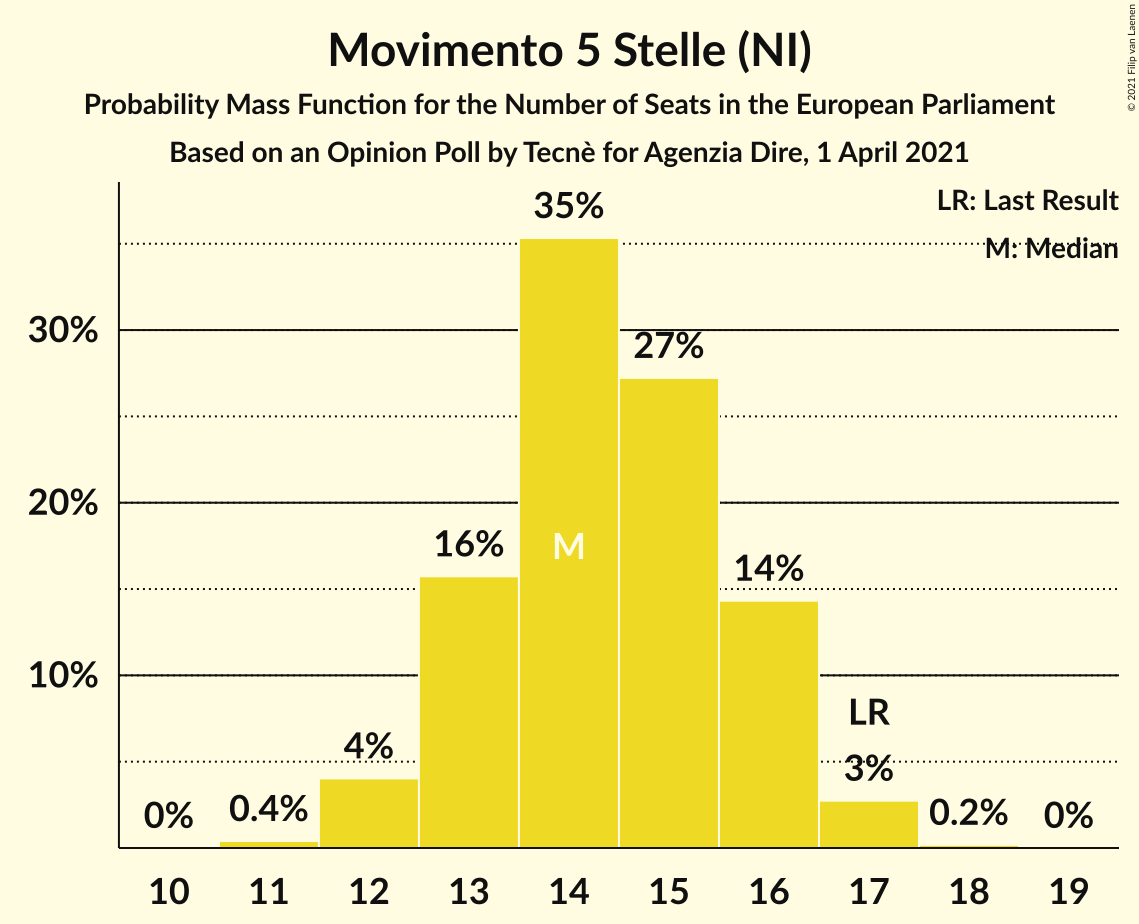 Movimento 5 Stelle (NI)
Probability Mass Function for the Number of Seats in the European Parliament
Based on an Opinion Poll by Tecnè for Agenzia Dire, 1 April 2021
© 2021 Filip van Laenen
LR: Last Result
M: Median
30%
20%
10%
0%
0.4%
4%
16%
35%
M
27%
14%
LR
3%
0.2%
0%
10 11 12 13 14 15 16 17 18 19